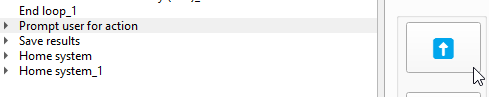 End loop_1
Prompt user for action
Save results
Home system
Home system_1